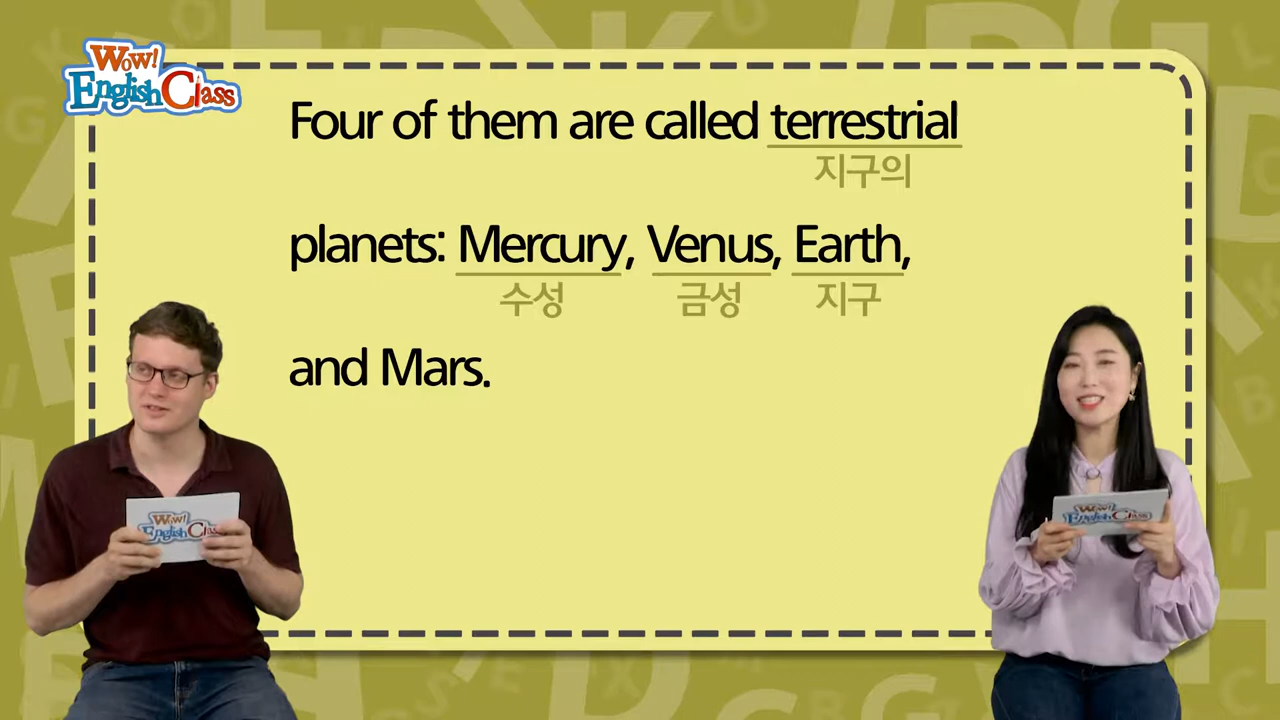 Wow!
English Class
Four of them are called terrestrial
지구의
planets: Mercury, Venus, Earth,
수성 금성 지구
and Mars.
Wow!
English Class
Wow!
English Class